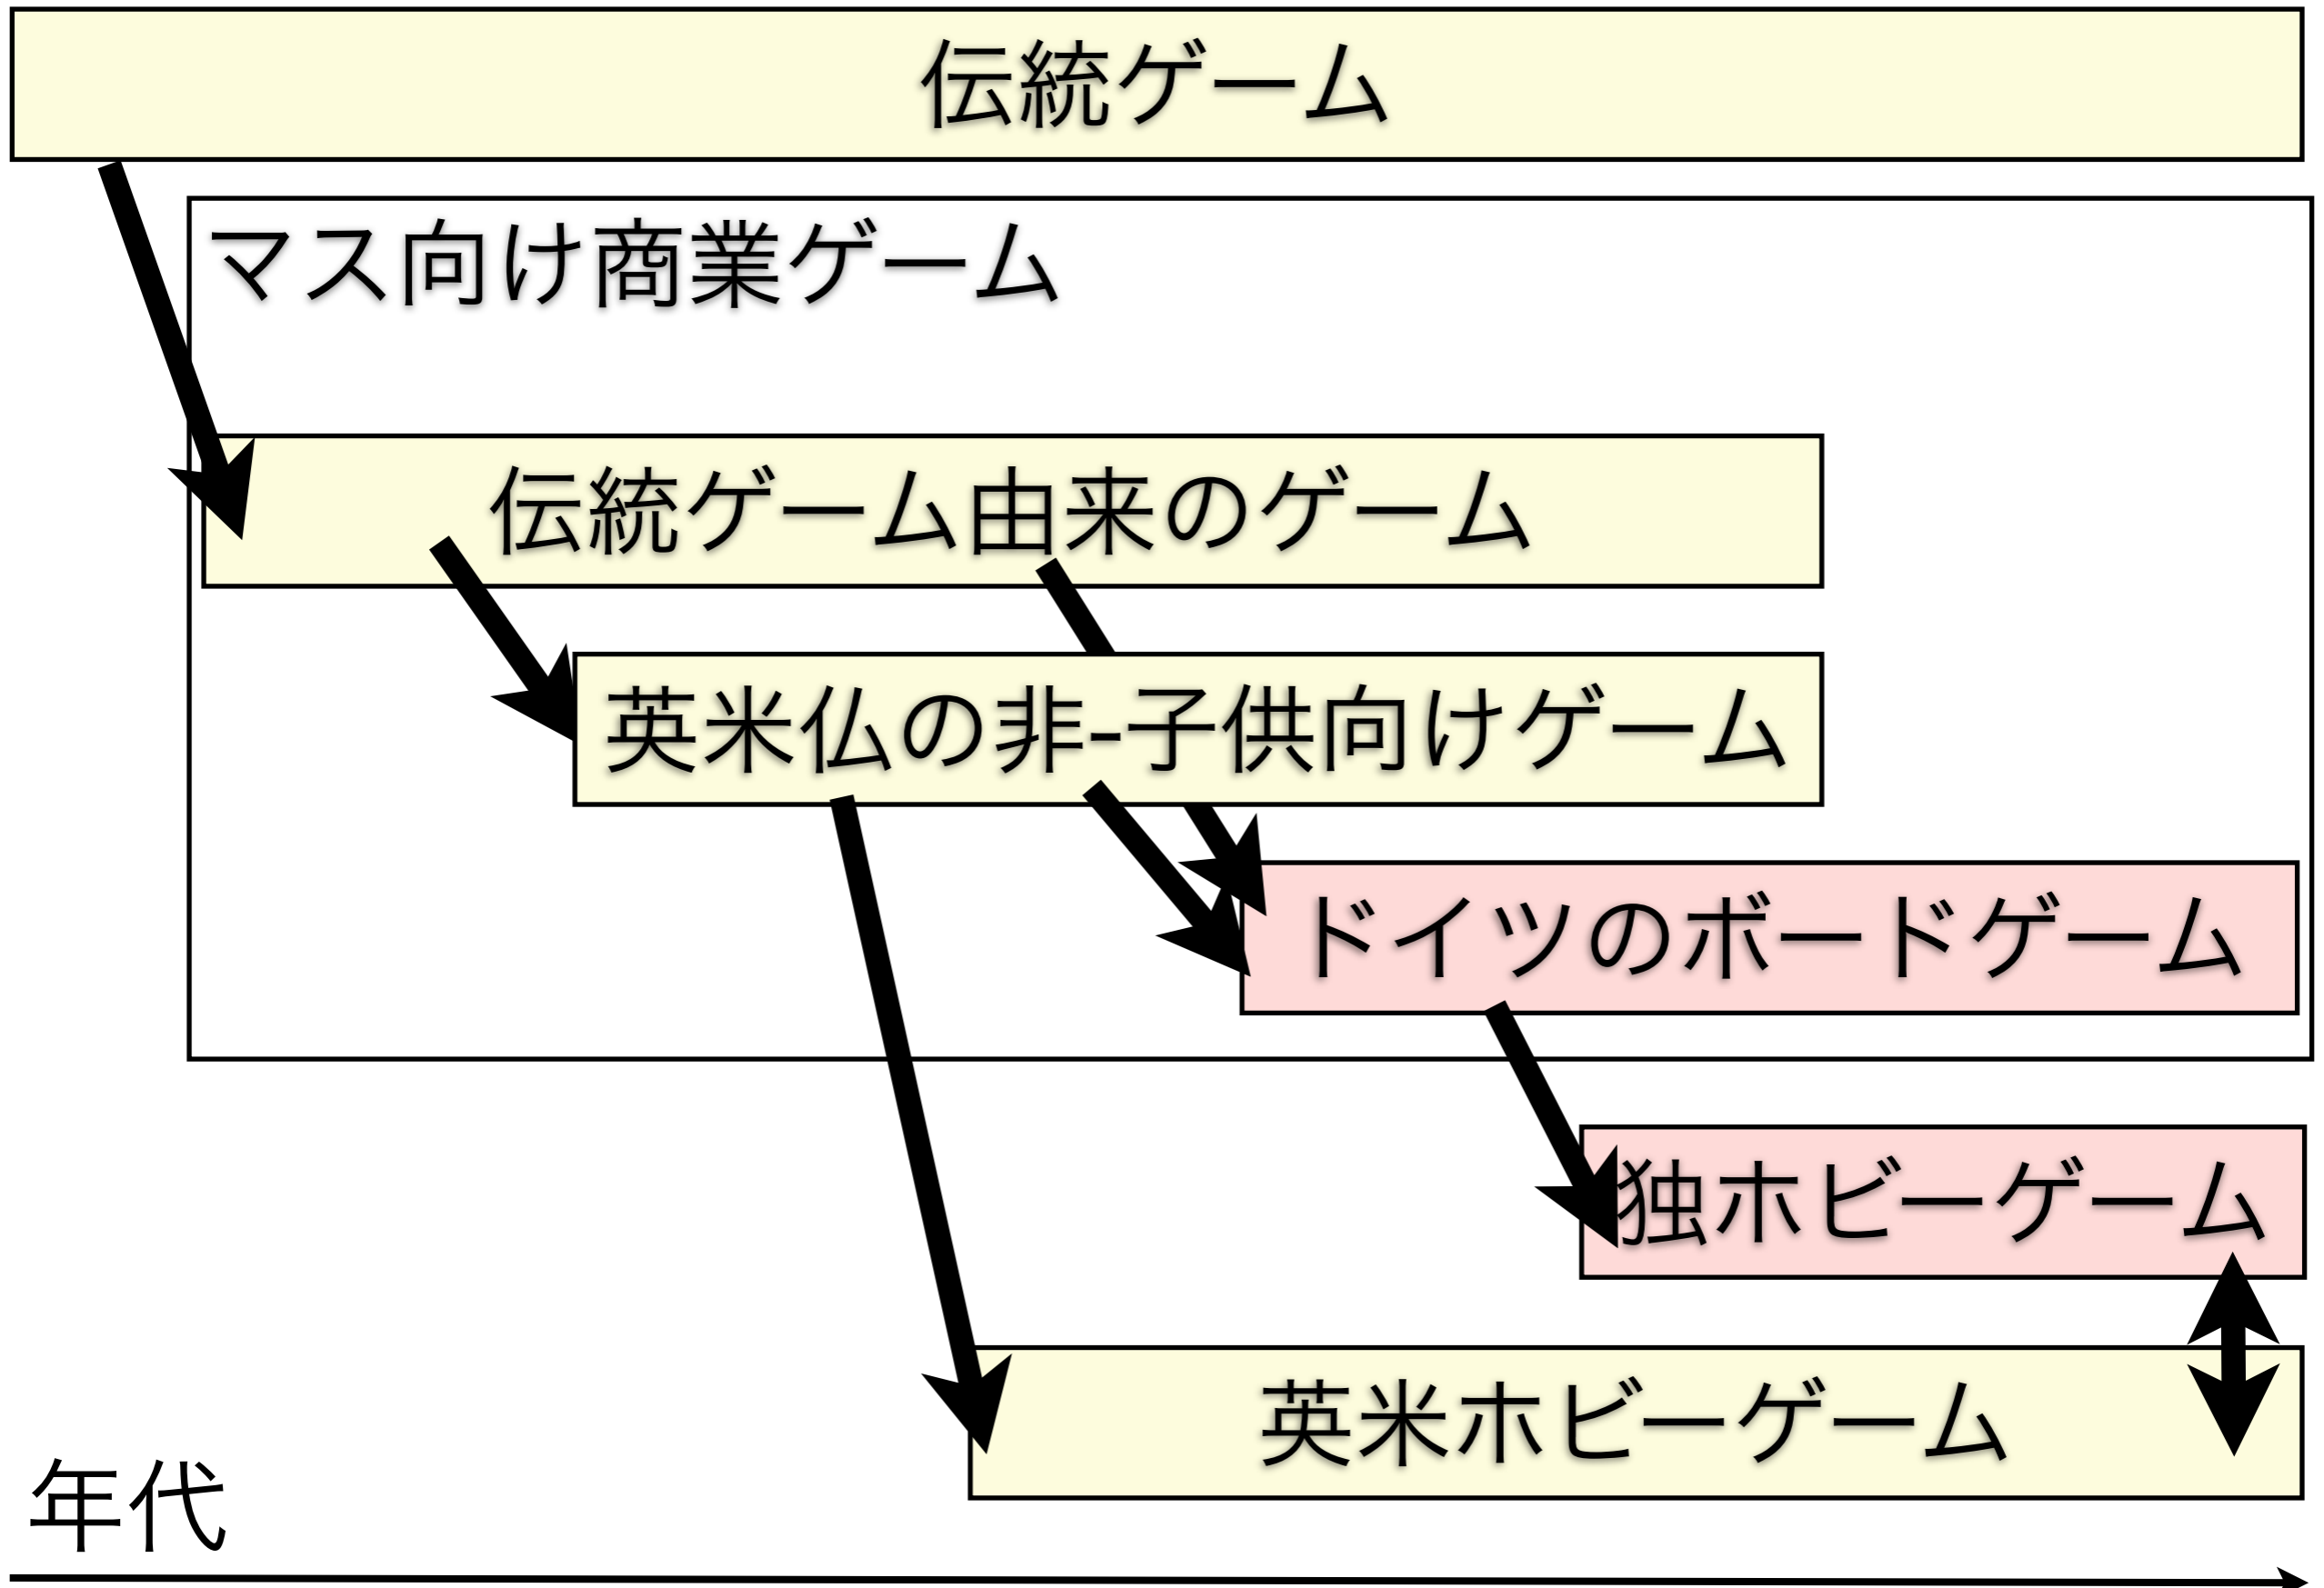 伝統ゲーム
マス向け商業ゲーム
伝統ゲーム由来のゲーム
英米仏の非-子供向けゲーム
ドイツのボードゲーム
独ホビーゲーム
英米ホビーゲーム
年代